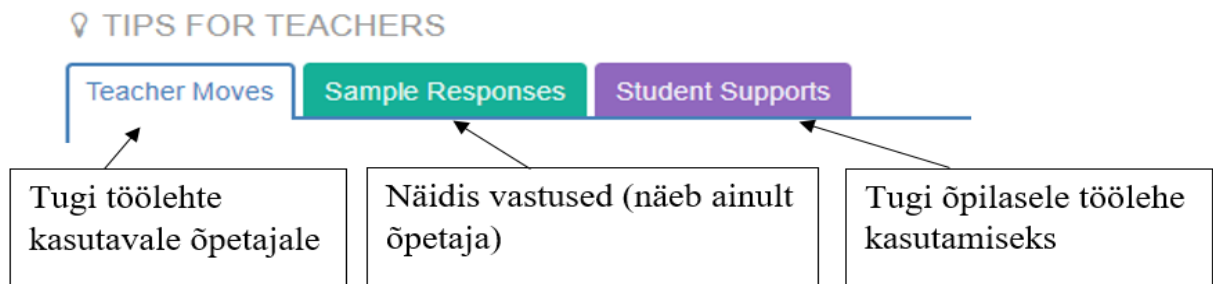 TIPS FOR TEACHERS
Teacher Moves
Sample Responses
Student Supports
Tugi töölehte
kasutavale õpetajale
Näidis vastused (näeb ainult
õpetaja)
Tugi õpilasele töölehe
kasutamiseks